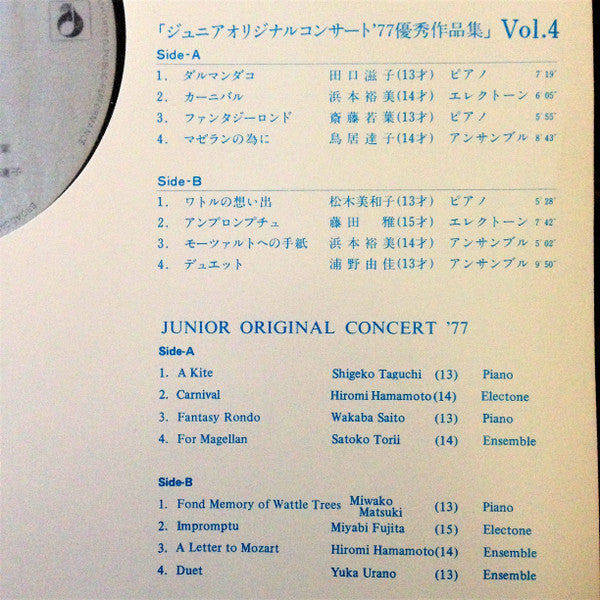 「ジュニアオリジナルコンサート'77優秀作品集」 Vol.4
Side-A
1. ダルマンダコ 田口滋子(13才) ピアノ 7'19"
2. カーニバル 浜本裕美(14才) エレクトーン 6'05"
3. ファンタジーロンド 齋藤若葉(13才) ピアノ 5'55"
4. マゼランの為に 鳥居達子(14才) アンサンブル 8'43"
Side-B
1. ワトルの想い出 松木美和子(13才) ピアノ 5'28"
2. アンプロンプチュ 藤田 雅(15才) エレクトーン 7'42"
3. モーツァルトへの手紙 浜本裕美(14才) アンサンブル 5'02"
4. デュエット 浦野由佳(13才) アンサンブル 9'50"
JUNIOR ORIGINAL CONCERT '77
Side-A
1. A Kite Shigeko Taguchi (13) Piano
2. Carnival Hiromi Hamamoto (14) Electone
3. Fantasy Rondo Wakaba Saito (13) Piano
4. For Magellan Satoko Torii (14) Ensemble
Side-B
1. Fond Memory of Wattle Trees Miwako Matsuki (13) Piano
2. Impromptu Miyabi Fujita (15) Electone
3. A Letter to Mozart Hiromi Hamamoto (14) Ensemble
4. Duet Yuka Urano (13) Ensemble